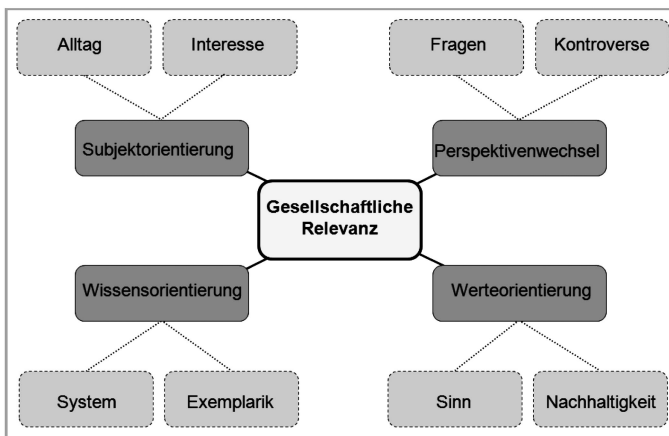 Alltag
Interesse
Fragen
Kontroverse
Subjektorientierung
Perspektivenwechsel
Gesellschaftliche
Relevanz
Wissensorientierung
Werteorientierung
System
Exemplarik
Sinn
Nachhaltigkeit